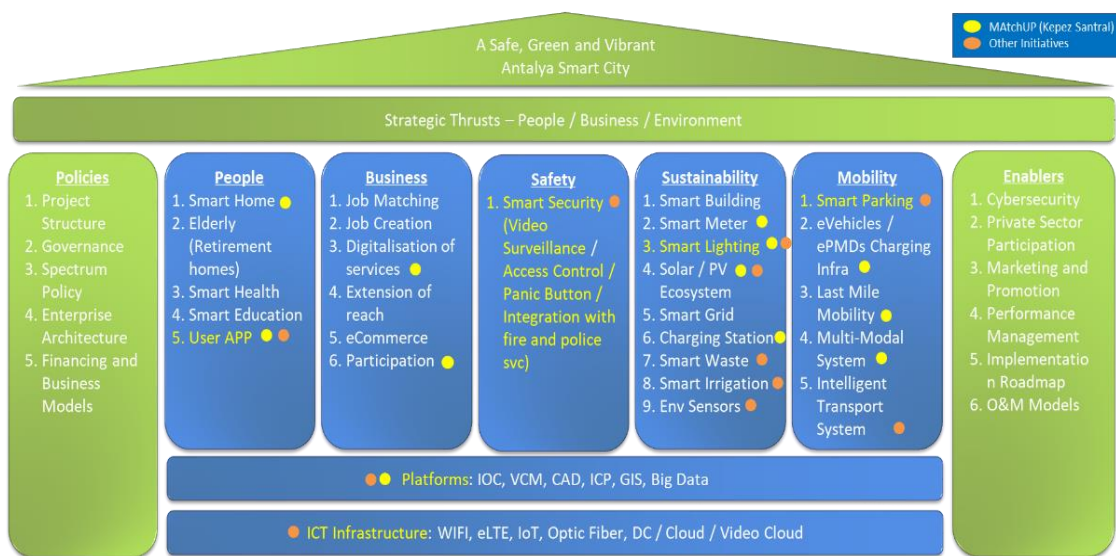 MAtchUP (Kepez Santral)
Other Initiatives
A Safe, Green and Vibrant
Antalya Smart City
Strategic Thrusts – People / Business / Environment
Policies
1. Project
Structure
2. Governance
3. Spectrum
Policy
4. Enterprise
Architecture
5. Financing and
Business
Models
People
1. Smart Home
2. Elderly
(Retirement
homes)
3. Smart Health
4. Smart Education
5. User APP
Business
1. Job Matching
2. Job Creation
3. Digitalisation of
services
4. Extension of
reach
5. eCommerce
6. Participation
Safety
1. Smart Security
(Video
Surveillance /
Access Control /
Panic Button /
Integration with
fire and police
svc)
Sustainability
1. Smart Building
2. Smart Meter
3. Smart Lighting
4. Solar / PV
Ecosystem
5. Smart Grid
6. Charging Station
7. Smart Waste
8. Smart Irrigation
9. Env Sensors
Mobility
1. Smart Parking
2. eVehicles /
ePMDs Charging
Infra
3. Last Mile
Mobility
4. Multi-Modal
System
5. Intelligent
Transport
System
Enablers
1. Cybersecurity
2. Private Sector
Participation
3. Marketing and
Promotion
4. Performance
Management
5. Implementatio
n Roadmap
6. O&M Models
Platforms: IOC, VCM, CAD, ICP, GIS, Big Data
ICT Infrastructure: WIFI, eLTE, IoT, Optic Fiber, DC / Cloud / Video Cloud